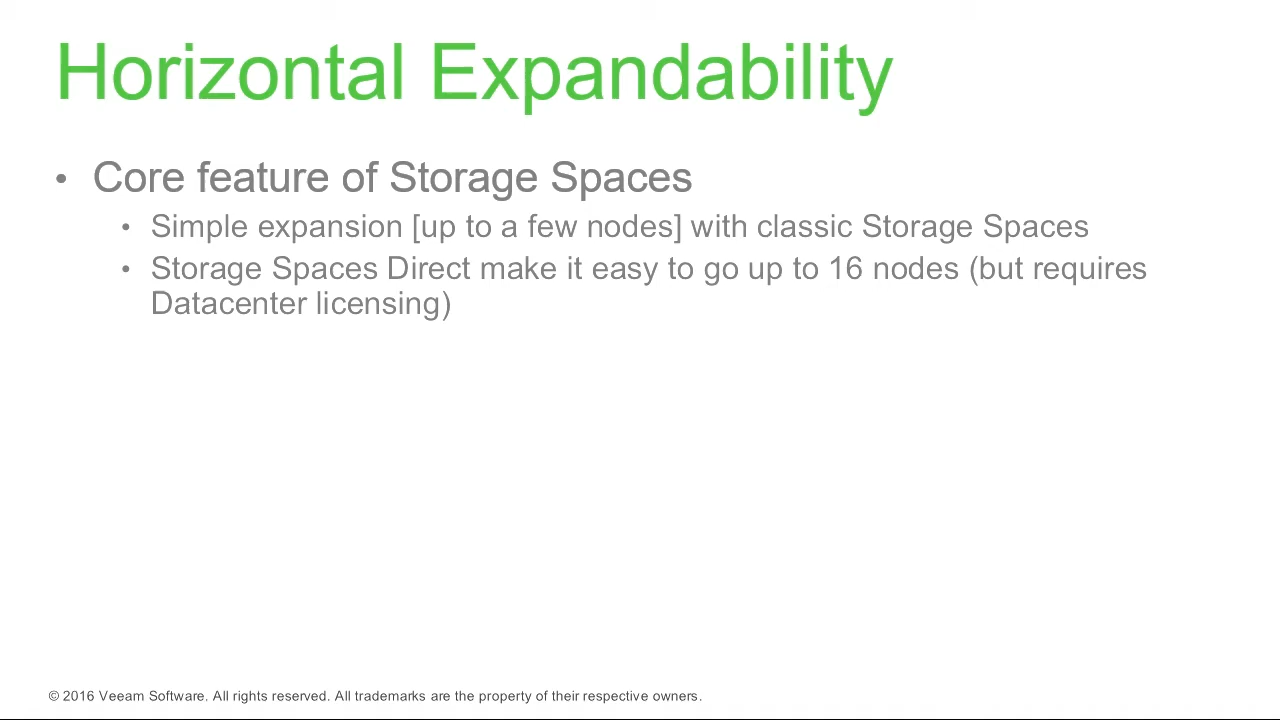 Horizontal Expandability
• Core feature of Storage Spaces
• Simple expansion [up to a few nodes] with classic Storage Spaces
• Storage Spaces Direct make it easy to go up to 16 nodes (but requires
Datacenter licensing)
© 2016 Veeam Software. All rights reserved. All trademarks are the property of their respective owners.